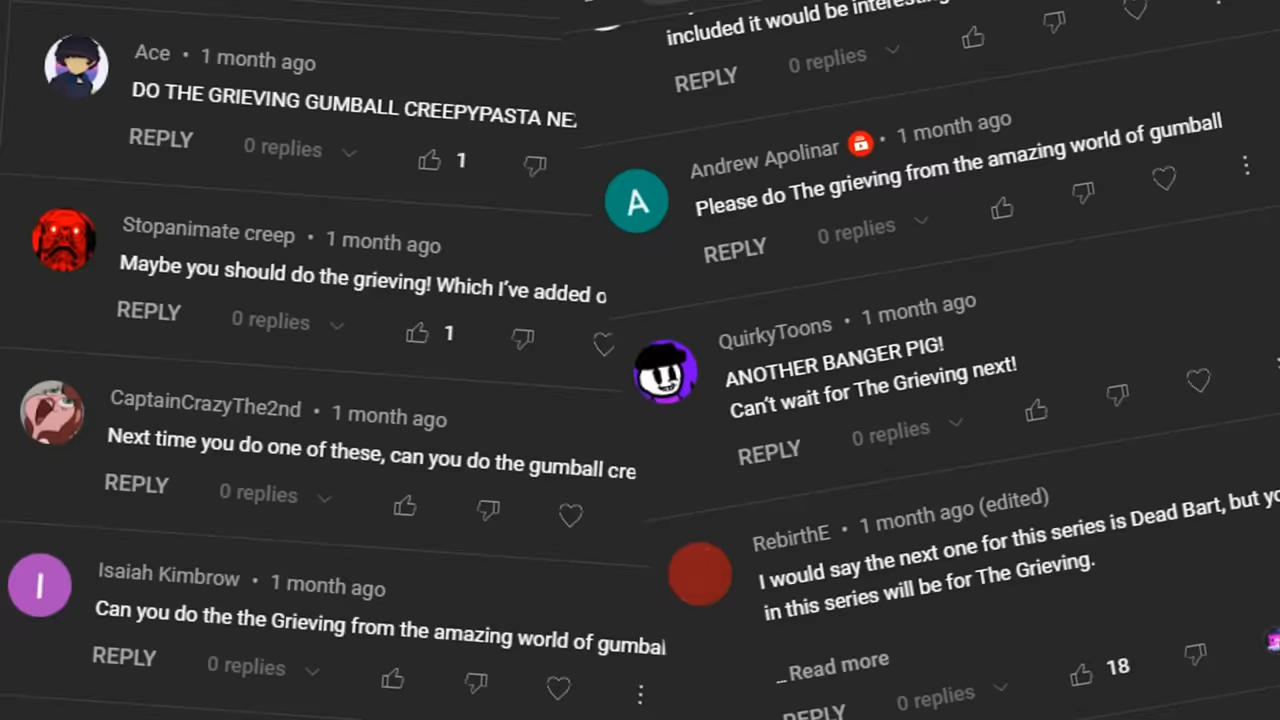 Ace • 1 month ago
DO THE GRIEVING GUMBALL CREEPYPASTA NE
REPLY 0 replies 1
Stopanimate creep • 1 month ago
Maybe you should do the grieving! Which I've added o
REPLY 0 replies 1
CaptainCrazyThe2nd • 1 month ago
Next time you do one of these, can you do the gumball cre
REPLY 0 replies
I
Isaiah Kimbrow • 1 month ago
Can you do the the Grieving from the amazing world of gumbal
REPLY 0 replies
included it would be interesting
REPLY 0 replies
A
Andrew Apolinar • 1 month ago
Please do The grieving from the amazing world of gumball
REPLY 0 replies
QuirkyToons • 1 month ago
ANOTHER BANGER PIG!
Can't wait for The Grieving next!
REPLY 0 replies
RebirthE • 1 month ago (edited)
I would say the next one for this series is Dead Bart, but yo
in this series will be for The Grieving.
_Read more
REPLY 0 replies 18